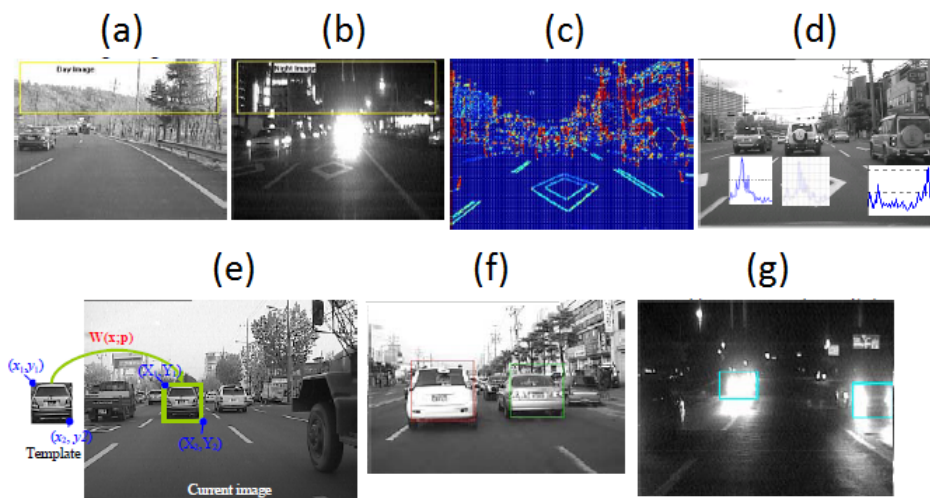 (a)
(b)
(c)
(d)
Day Image
Night Image
(e)
(f)
(g)
W(x;p)
(x₁,y₁)
(X₁,Y₁)
(x₂, y2)
(X₂,Y₂)
Template
Current image